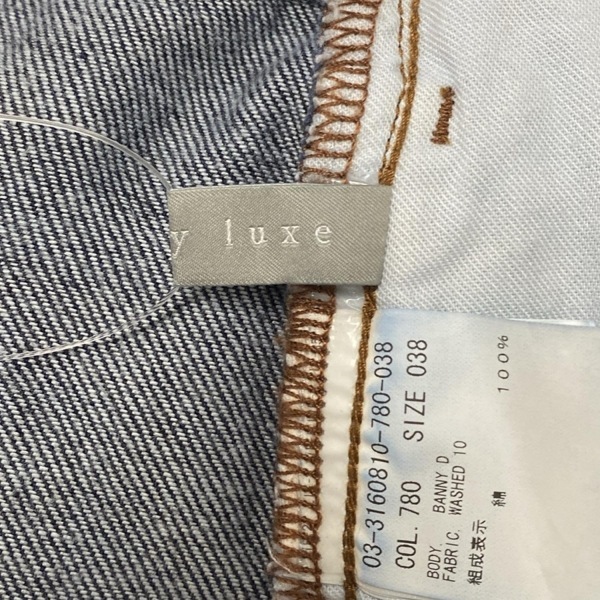 y luxe
03-3160810-780-038
COL. 780 SIZE 038
BODY. BANNY D
FABRIC. WASHED 10
組成表示
綿 100%